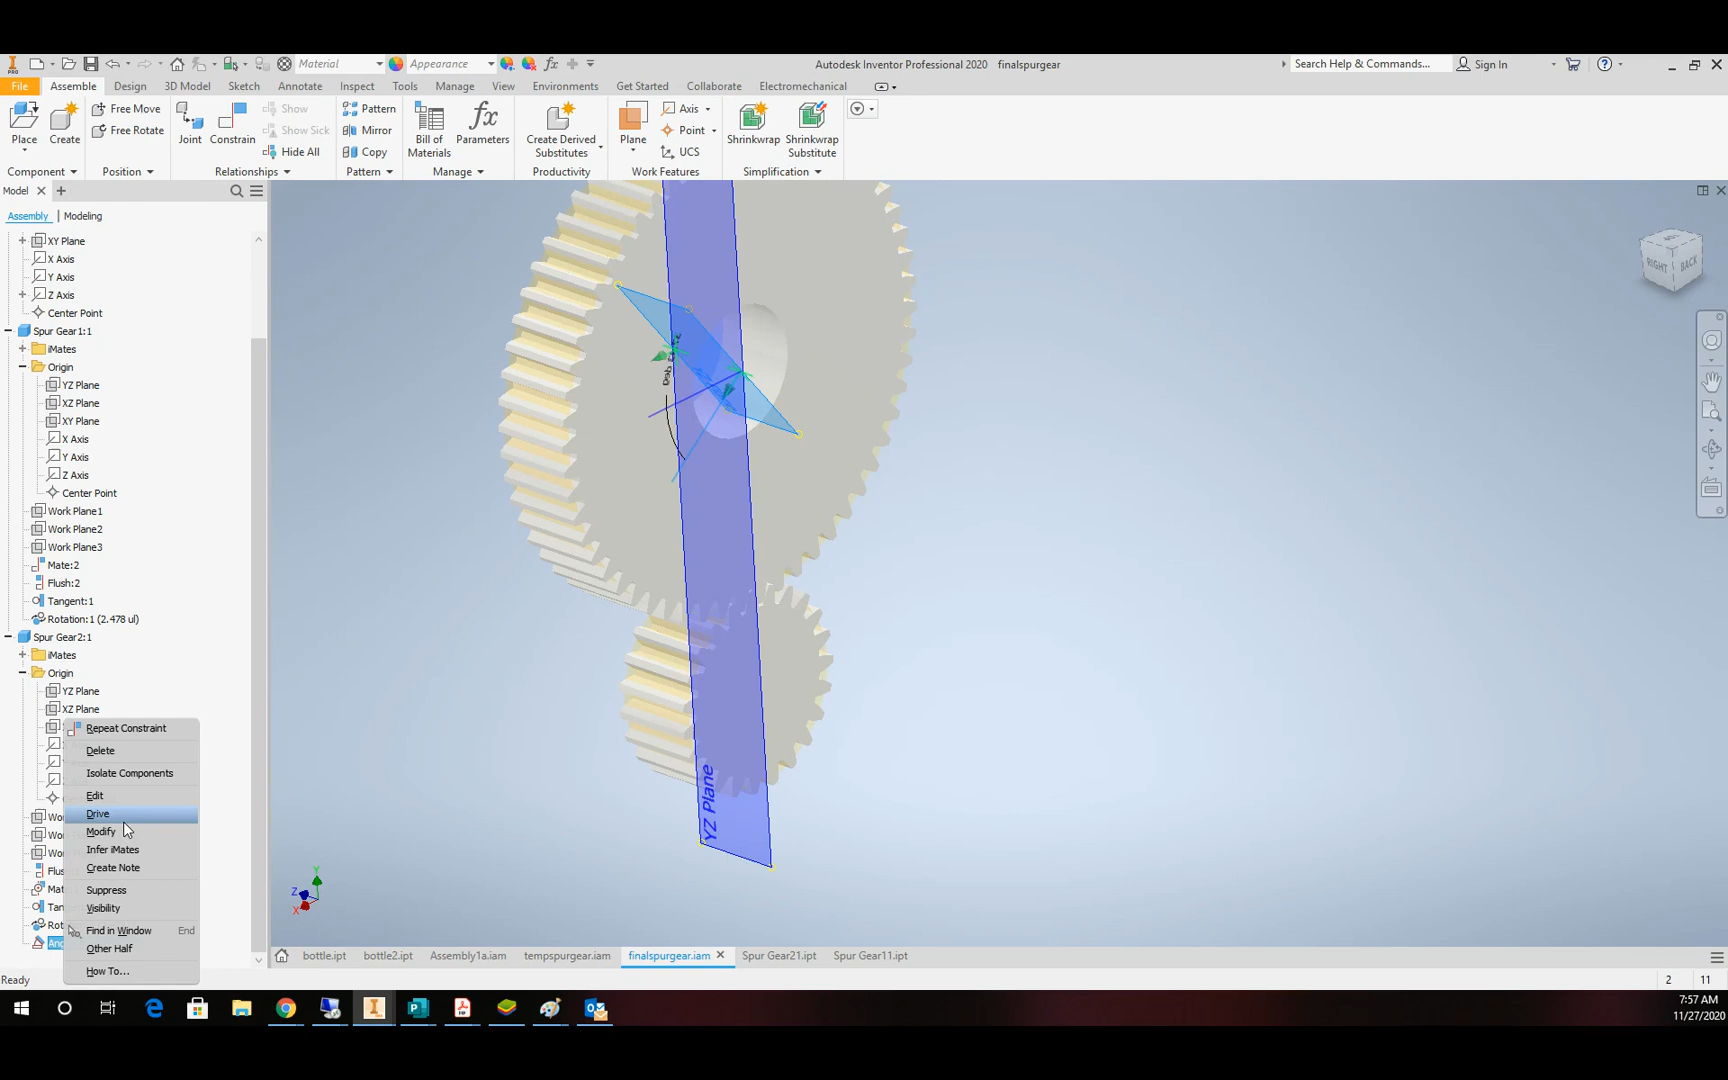 Material
Appearance
Autodesk Inventor Professional 2020 finalspurgear
Search Help & Commands...
Sign In
File Assemble Design 3D Model Sketch Annotate Inspect Tools Manage View Environments Get Started Collaborate Electromechanical
Place
Create
Free Move
Free Rotate
Joint
Constrain
Show
Show Sick
Hide All
Pattern
Mirror
Copy
Bill of
Materials
Parameters
Create Derived
Substitutes
Plane
Axis
Point
UCS
Shrinkwrap
Shrinkwrap
Substitute
Component Position Relationships Pattern Manage Productivity Work Features Simplification
Model
Assembly Modeling
XY Plane
X Axis
Y Axis
Z Axis
Center Point
Spur Gear1:1
iMates
Origin
YZ Plane
XZ Plane
XY Plane
X Axis
Y Axis
Z Axis
Center Point
Work Plane1
Work Plane2
Work Plane3
Mate:2
Flush:2
Tangent:1
Rotation:1 (2.478 ul)
Spur Gear2:1
iMates
Origin
YZ Plane
XZ Plane
Repeat Constraint
Delete
Isolate Components
Edit
Drive
Modify
Infer iMates
Create Note
Suppress
Visibility
Find in Window End
Other Half
How To...
YZ Plane
RIGHT
BACK
Y
Z
X
bottle.ipt bottle2.ipt Assembly1a.iam tempspurgear.iam finalspurgear.iam Spur Gear21.ipt Spur Gear11.ipt
Ready
2 11
7:57 AM
11/27/2020